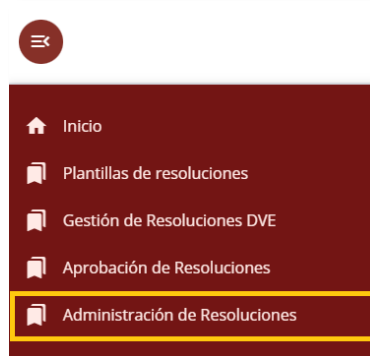 Inicio
Plantillas de resoluciones
Gestión de Resoluciones DVE
Aprobación de Resoluciones
Administración de Resoluciones